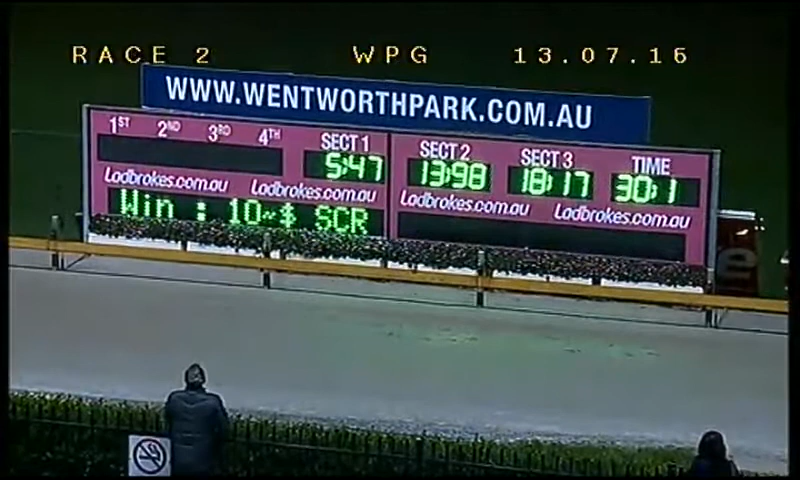 RACE 2 WPG 13.07.16
WWW.WENTWORTHPARK.COM.AU
1ST 2ND 3RD 4TH SECT 1 SECT 2 SECT 3 TIME
5:47 13:98 18:17 30:1
Ladbrokes.com.au Ladbrokes.com.au Ladbrokes.com.au Ladbrokes.com.au
Win : 10~$ SCR
e